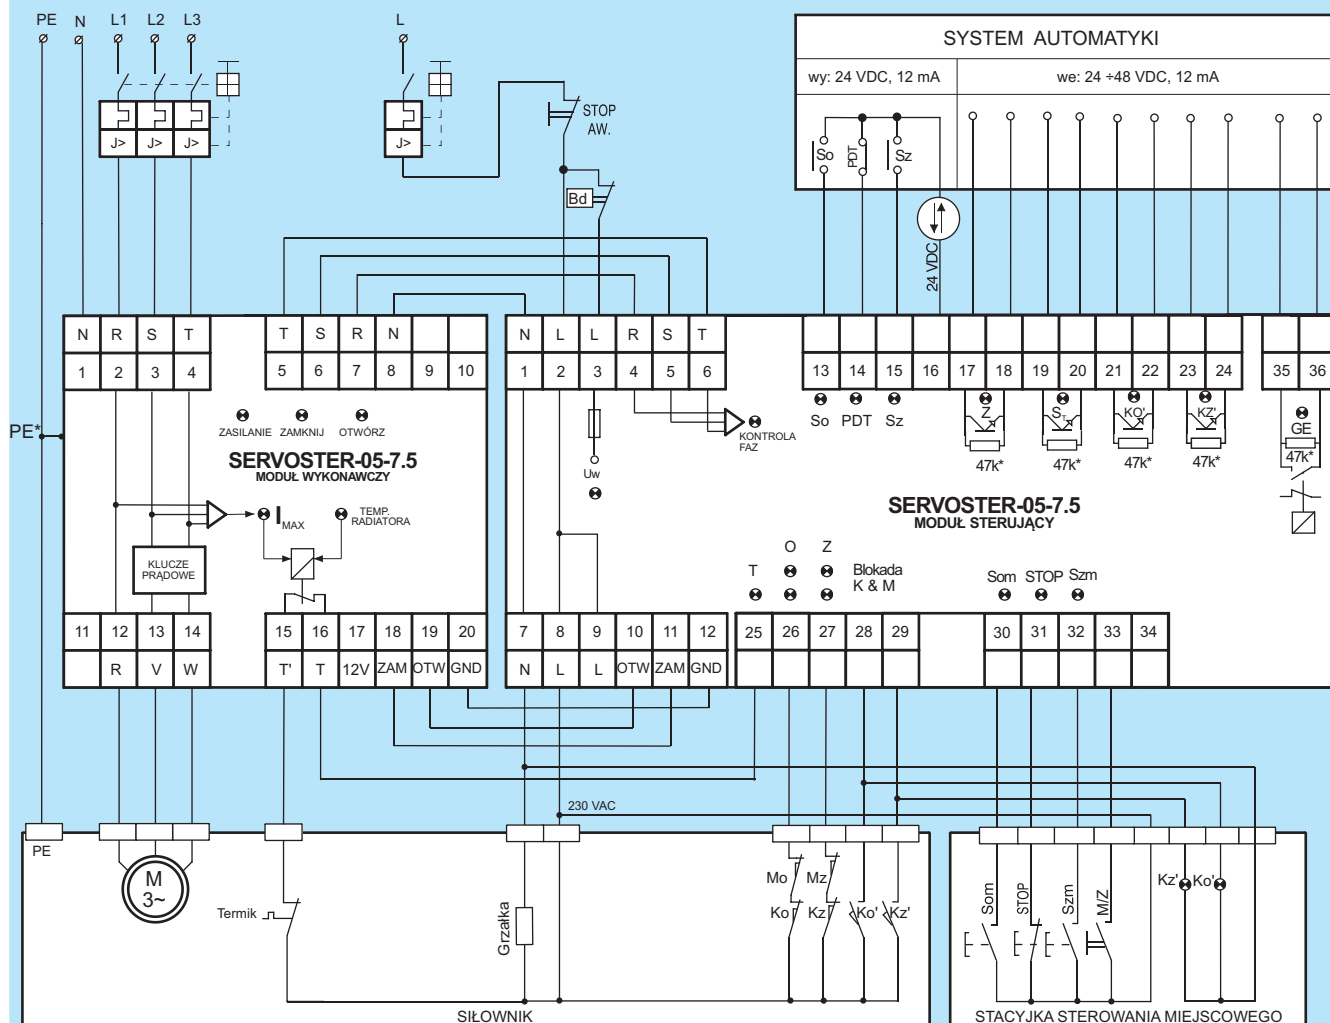 PE N L1 L2 L3 L
SYSTEM AUTOMATYKI
wy: 24 VDC, 12 mA we: 24 ÷48 VDC, 12 mA
STOP
AW.
J> J> J> J>
So PDT Sz
Bd
24 VDC
N R S T T S R N N L L R S T
1 2 3 4 5 6 7 8 9 10 1 2 3 4 5 6 13 14 15 16 17 18 19 20 21 22 23 24 35 36
ZASILANIE ZAMKNIJ OTWÓRZ
So PDT Sz Z ST KO' KZ' GE
KONTROLA
FAZ
47k* 47k* 47k* 47k* 47k*
PE*
SERVOSTER-05-7.5
MODUŁ WYKONAWCZY
Uw
SERVOSTER-05-7.5
MODUŁ STERUJĄCY
IMAX
TEMP.
RADIATORA
KLUCZE
PRĄDOWE
O Z
T
Blokada
K & M
Som STOP Szm
11 12 13 14 15 16 17 18 19 20 7 8 9 10 11 12 25 26 27 28 29 30 31 32 33 34
R V W T' T 12V ZAM OTW GND N L L OTW ZAM GND
230 VAC
PE
M
3~
Termik
Grzałka
Mo Mz
Ko Kz Ko' Kz'
Som STOP Szm M/Z
Kz' Ko'
SIŁOWNIK
STACYJKA STEROWANIA MIEJSCOWEGO